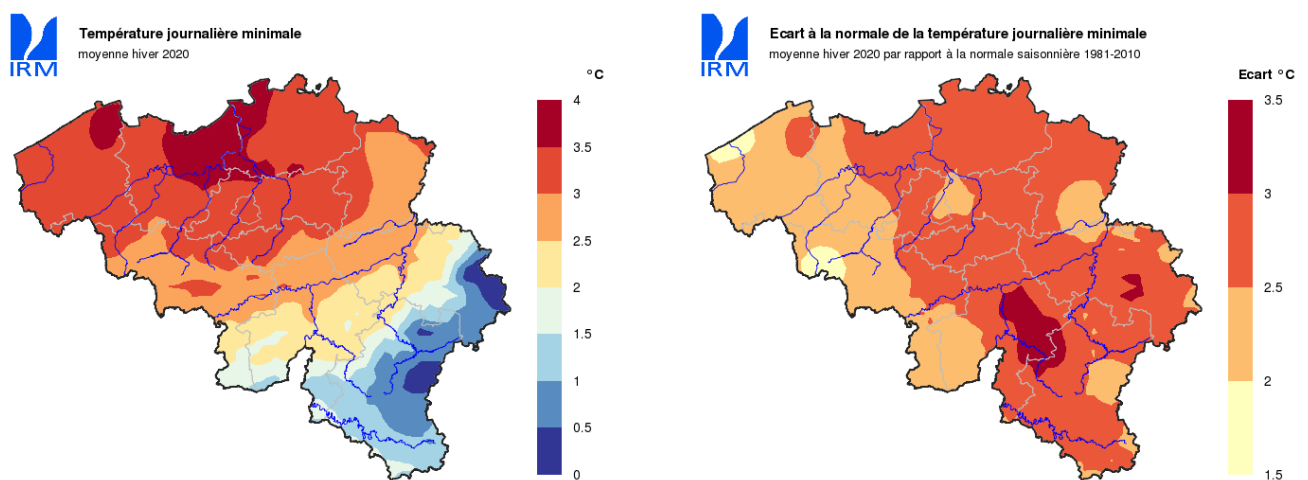 IRM
Température journalière minimale
moyenne hiver 2020
°C
4
3.5
3
2.5
2
1.5
1
0.5
0
IRM
Ecart à la normale de la température journalière minimale
moyenne hiver 2020 par rapport à la normale saisonnière 1981-2010
Ecart °C
3.5
3
2.5
2
1.5